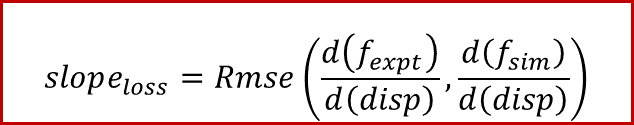 slope_loss = Rmse ( d(f_expt)/d(disp) , d(f_sim)/d(disp) )